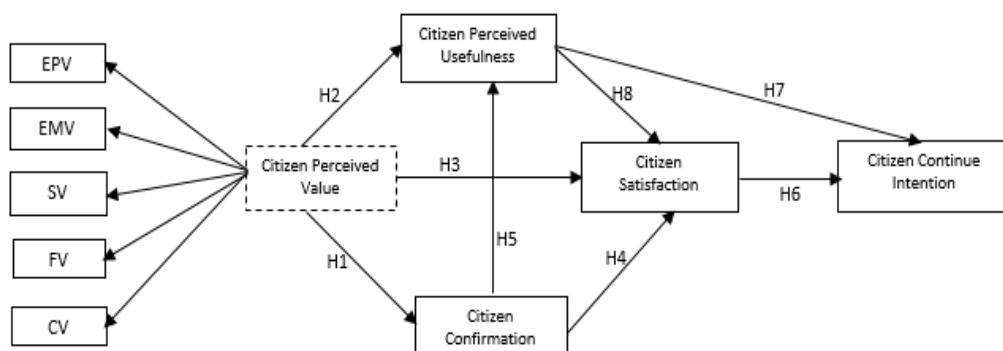 EPV
EMV
SV
FV
CV
Citizen Perceived
Value
H2
H3
H1
Citizen Perceived
Usefulness
H5
Citizen
Confirmation
H8
H4
Citizen
Satisfaction
H7
H6
Citizen Continue
Intention